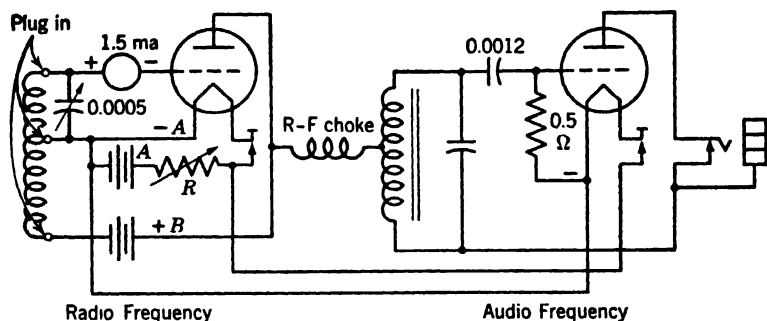 Plug in
1.5 ma
+ -
0.0005
-A
A
R
+B
R-F choke
0.0012
0.5
Ω
-
Radio Frequency
Audio Frequency